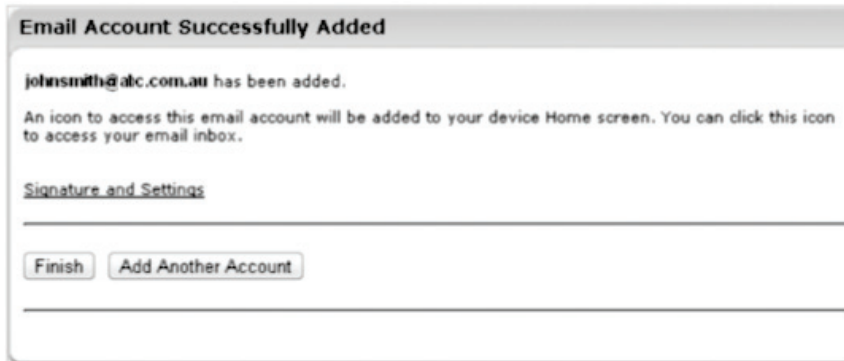 Email Account Successfully Added
johnsmith@abc.com.au has been added.
An icon to access this email account will be added to your device Home screen. You can click this icon
to access your email inbox.
Signature and Settings
Finish
Add Another Account